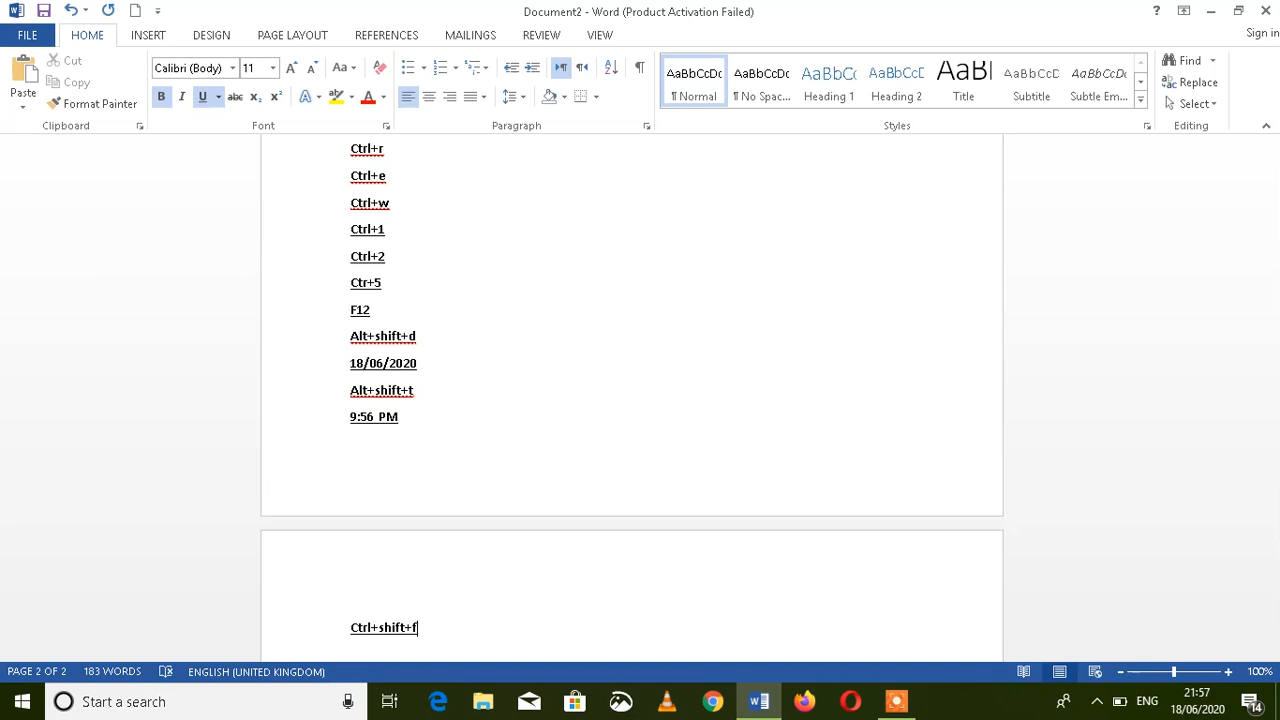 Document2 - Word (Product Activation Failed)
FILE HOME INSERT DESIGN PAGE LAYOUT REFERENCES MAILINGS REVIEW VIEW Sign in
Paste
Cut
Copy
Format Painter
Clipboard
Calibri (Body) 11
Font
Paragraph
AaBbCcDc AaBbCcDc AaBbCc AaBbCcC AaBl AaBbCcC AaBbCcDc
¶ Normal ¶ No Spac... Heading 1 Heading 2 Title Subtitle Subtle Em...
Styles
Find
Replace
Select
Editing
Ctrl+r
Ctrl+e
Ctrl+w
Ctrl+1
Ctrl+2
Ctr+5
F12
Alt+shift+d
18/06/2020
Alt+shift+t
9:56 PM
Ctrl+shift+f
PAGE 2 OF 2 183 WORDS ENGLISH (UNITED KINGDOM) 100%
Start a search
ENG
21:57
18/06/2020
14